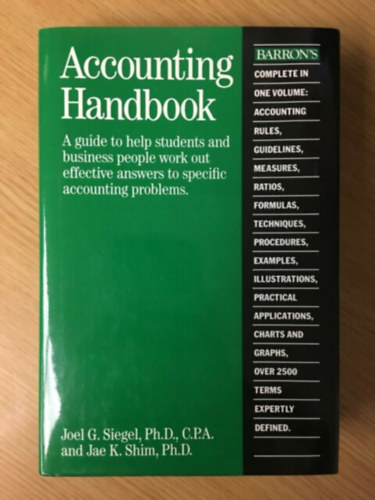 Accounting
Handbook
A guide to help students and
business people work out
effective answers to specific
accounting problems.
Joel G. Siegel, Ph.D., C.P.A.
and Jae K. Shim, Ph.D.
BARRON'S
COMPLETE IN
ONE VOLUME:
ACCOUNTING
RULES,
GUIDELINES,
MEASURES,
RATIOS,
FORMULAS,
TECHNIQUES,
PROCEDURES,
EXAMPLES,
ILLUSTRATIONS,
PRACTICAL
APPLICATIONS,
CHARTS AND
GRAPHS,
OVER 2500
TERMS
EXPERTLY
DEFINED.